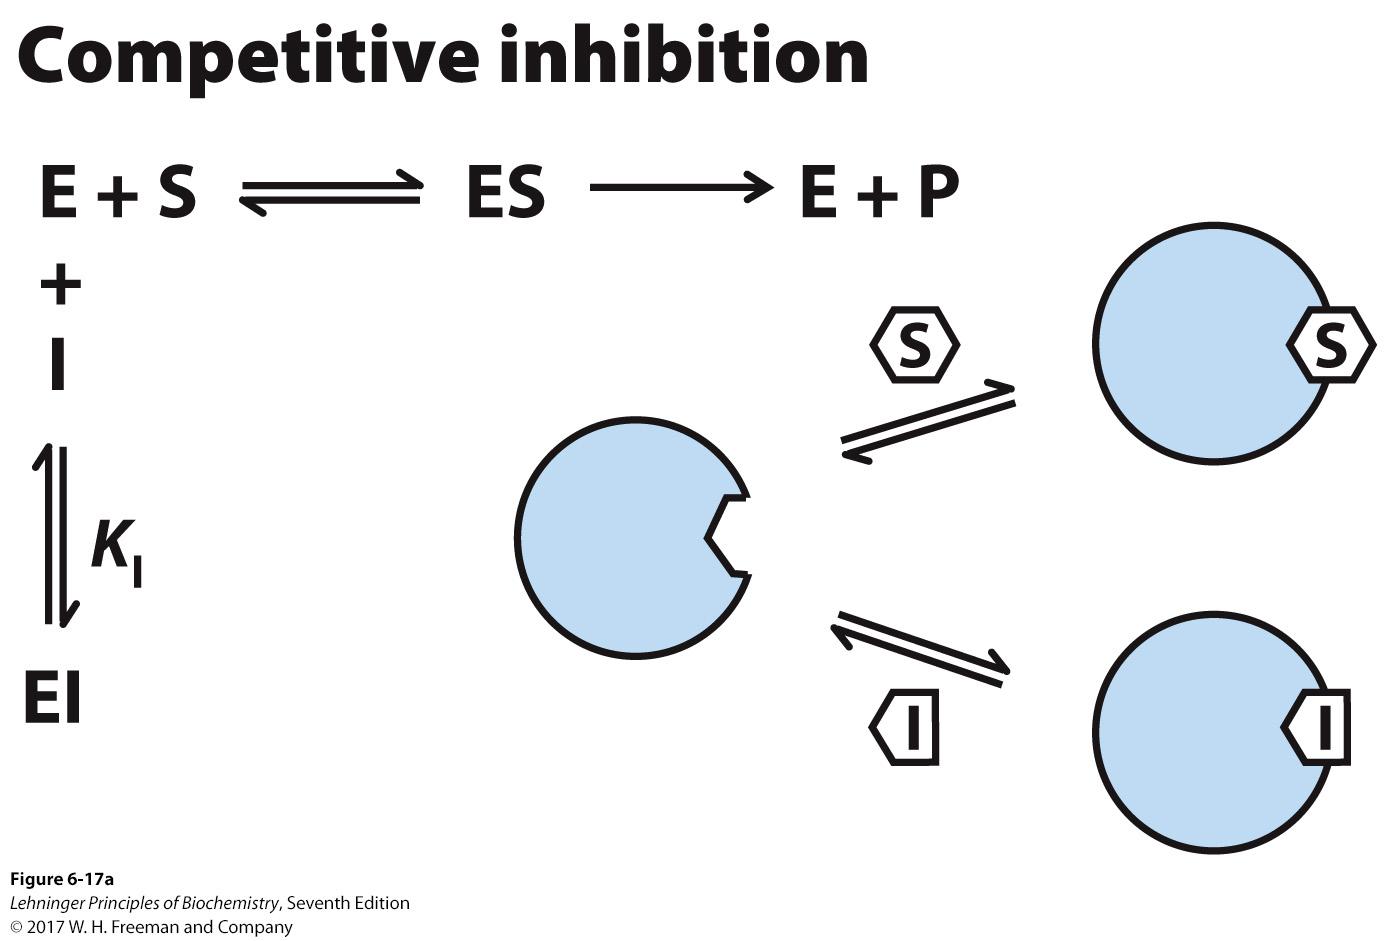 Competitive inhibition
E + S ⇌ ES → E + P
+
I
K_I
EI
S
S
I
I
Figure 6-17a
Lehninger Principles of Biochemistry, Seventh Edition
© 2017 W. H. Freeman and Company